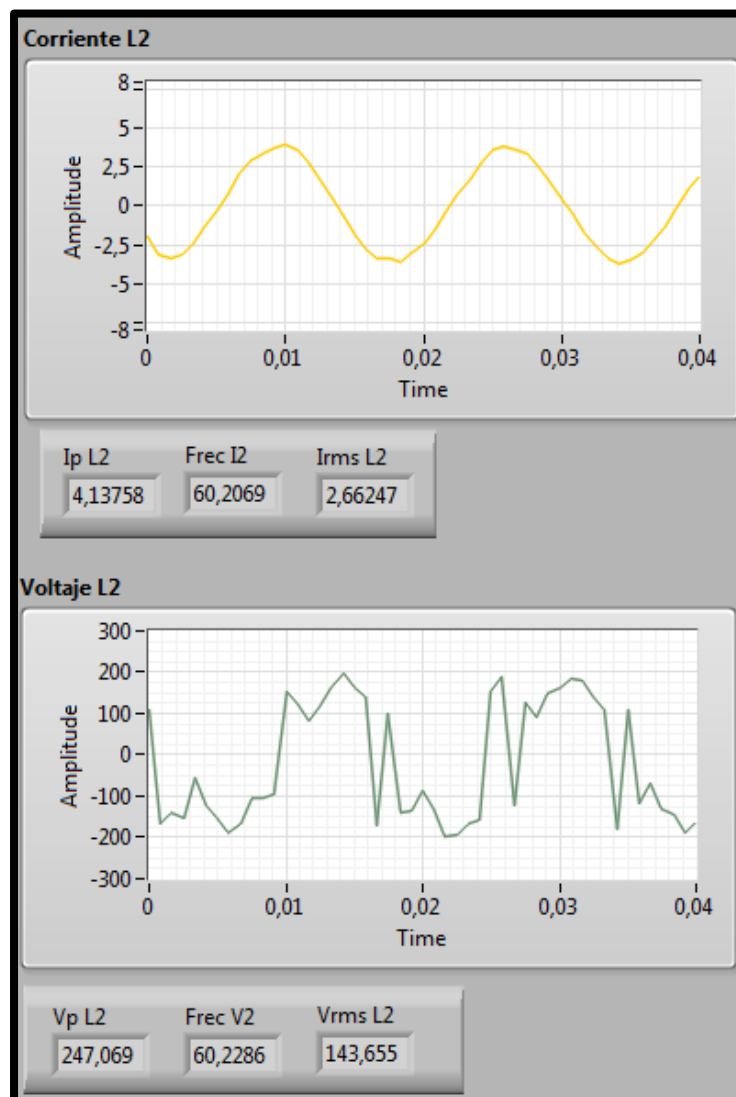 Corriente L2
8
5
2,5
0
-2,5
-5
-8
Amplitude
0 0,01 0,02 0,03 0,04
Time
Ip L2 Frec I2 Irms L2
4,13758 60,2069 2,66247
Voltaje L2
300
200
100
0
-100
-200
-300
Amplitude
0 0,01 0,02 0,03 0,04
Time
Vp L2 Frec V2 Vrms L2
247,069 60,2286 143,655